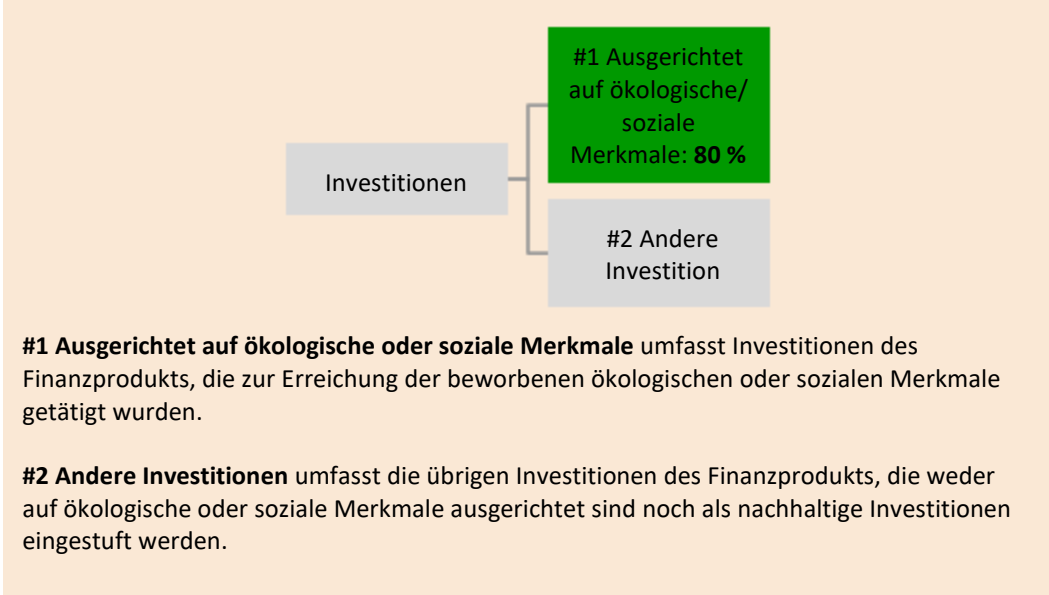 #1 Ausgerichtet
auf ökologische/
soziale
Merkmale: 80 %
Investitionen
#2 Andere
Investition
#1 Ausgerichtet auf ökologische oder soziale Merkmale umfasst Investitionen des
Finanzprodukts, die zur Erreichung der beworbenen ökologischen oder sozialen Merkmale
getätigt wurden.
#2 Andere Investitionen umfasst die übrigen Investitionen des Finanzprodukts, die weder
auf ökologische oder soziale Merkmale ausgerichtet sind noch als nachhaltige Investitionen
eingestuft werden.